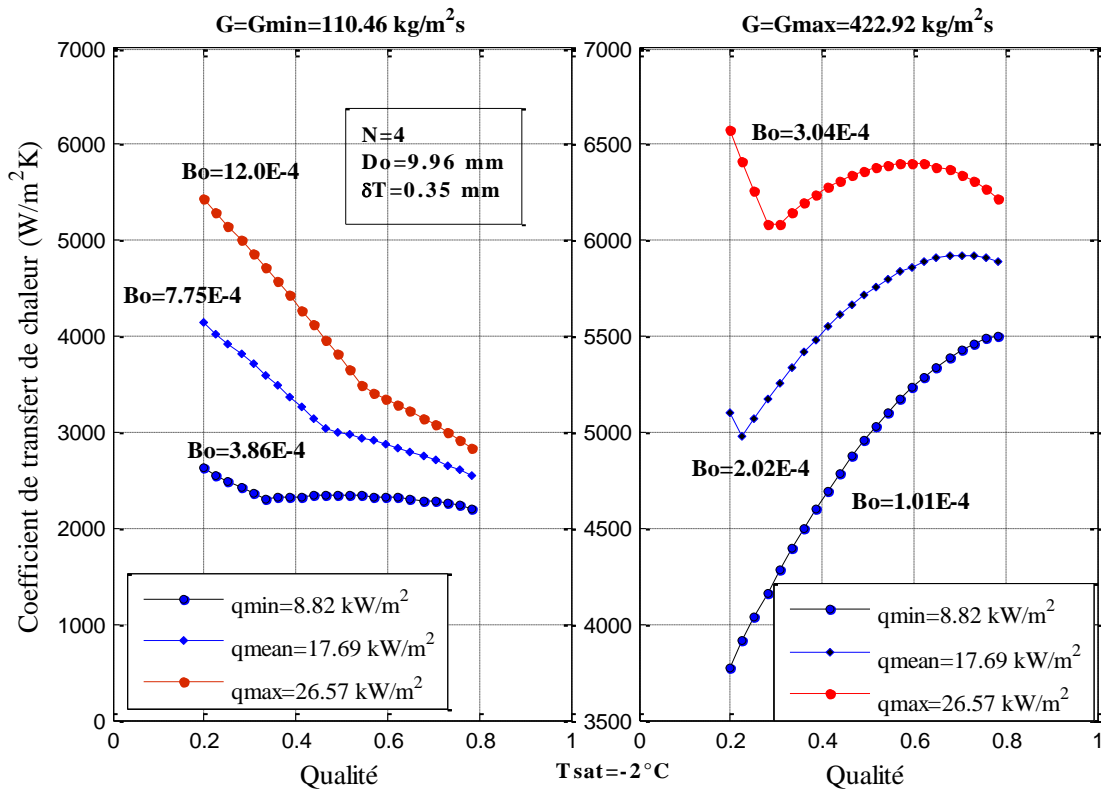 G=Gmin=110.46 kg/m²s
G=Gmax=422.92 kg/m²s
Coefficient de transfert de chaleur (W/m²K)
7000
6000
5000
4000
3000
2000
1000
0
N=4
Do=9.96 mm
δT=0.35 mm
Bo=12.0E-4
Bo=7.75E-4
Bo=3.86E-4
qmin=8.82 kW/m²
qmean=17.69 kW/m²
qmax=26.57 kW/m²
0 0.2 0.4 0.6 0.8 1
Qualité
Tsat=-2°C
7000
6500
6000
5500
5000
4500
4000
3500
Bo=3.04E-4
Bo=2.02E-4
Bo=1.01E-4
qmin=8.82 kW/m²
qmean=17.69 kW/m²
qmax=26.57 kW/m²
0 0.2 0.4 0.6 0.8 1
Qualité